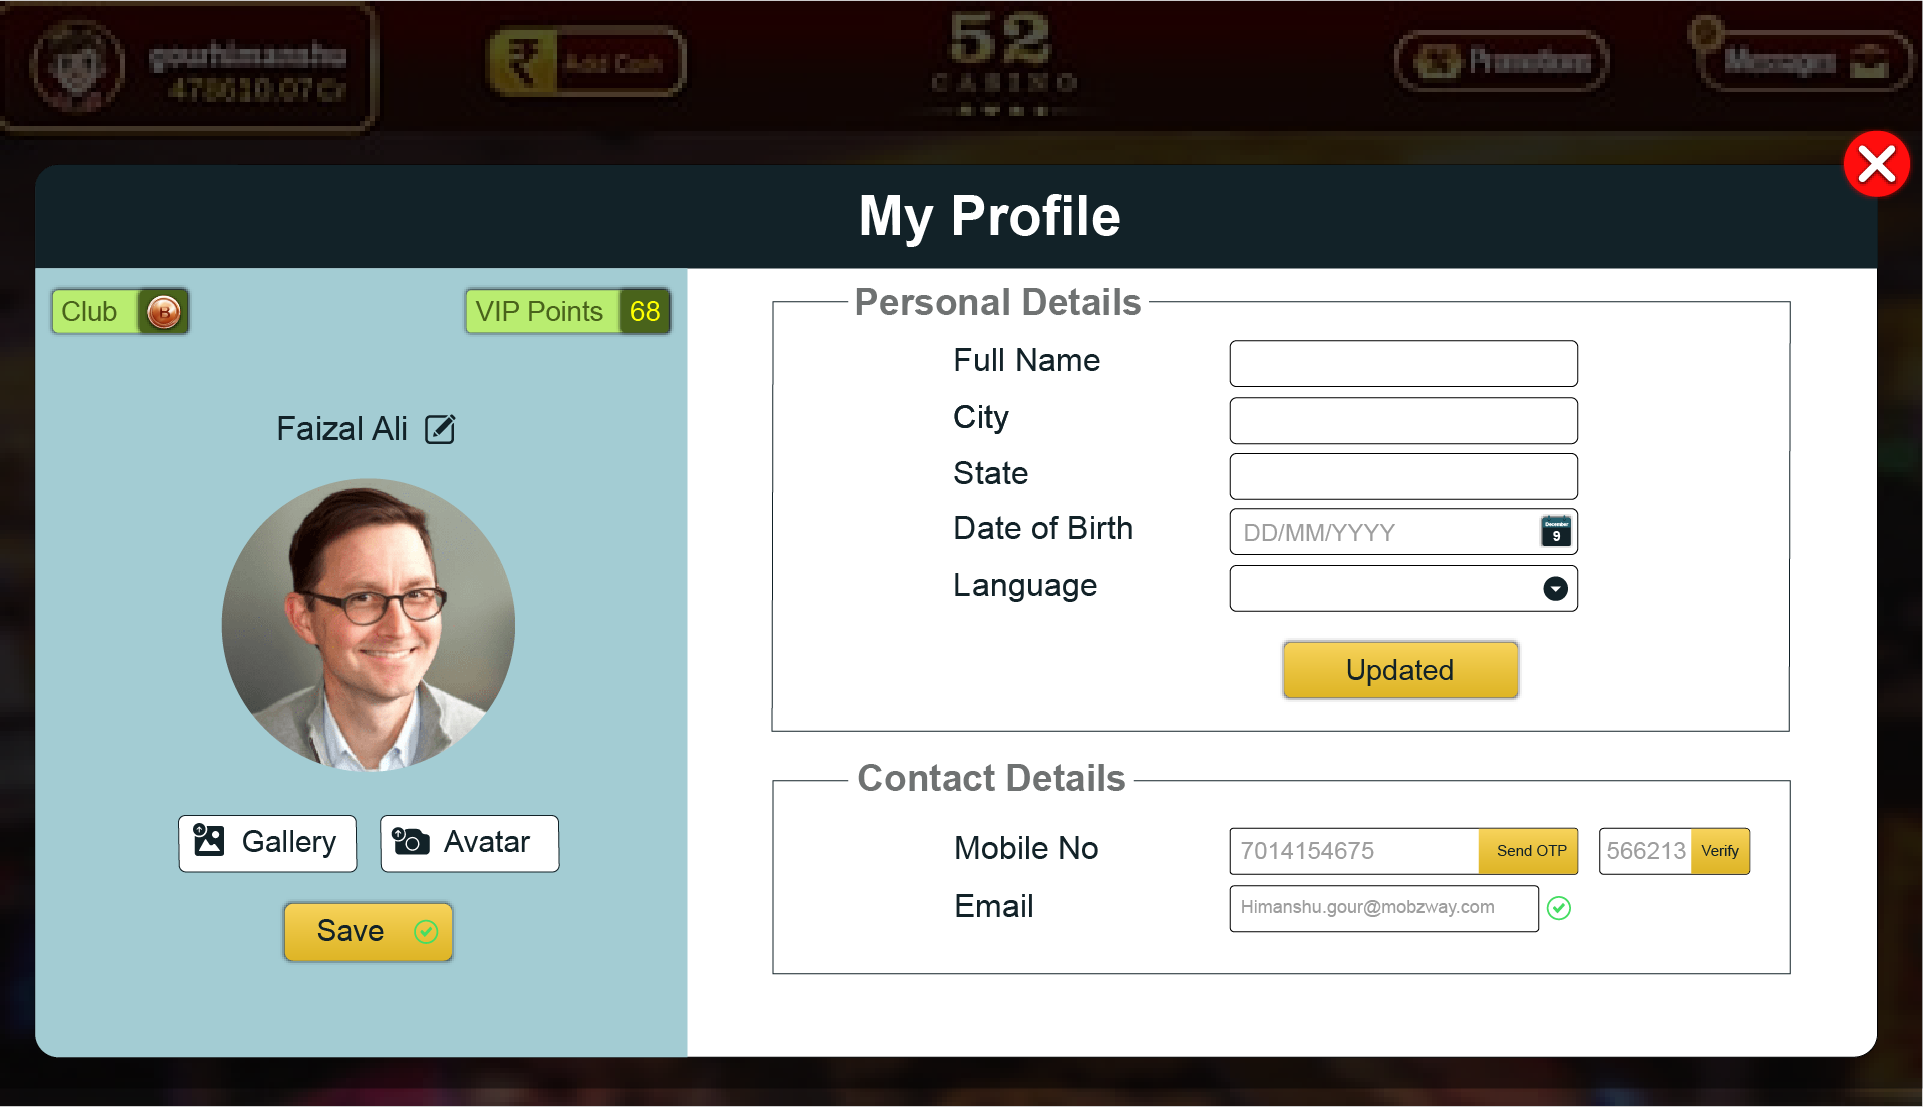 gourhimanshu
478610.07 Cr
Add Cash
52
CASINO
Promotions
Messages
My Profile
Club
B
VIP Points
68
Faizal Ali
Gallery
Avatar
Save
Personal Details
Full Name
City
State
Date of Birth
DD/MM/YYYY
December
9
Language
Updated
Contact Details
Mobile No
7014154675
Send OTP
566213
Verify
Email
Himanshu.gour@mobzway.com